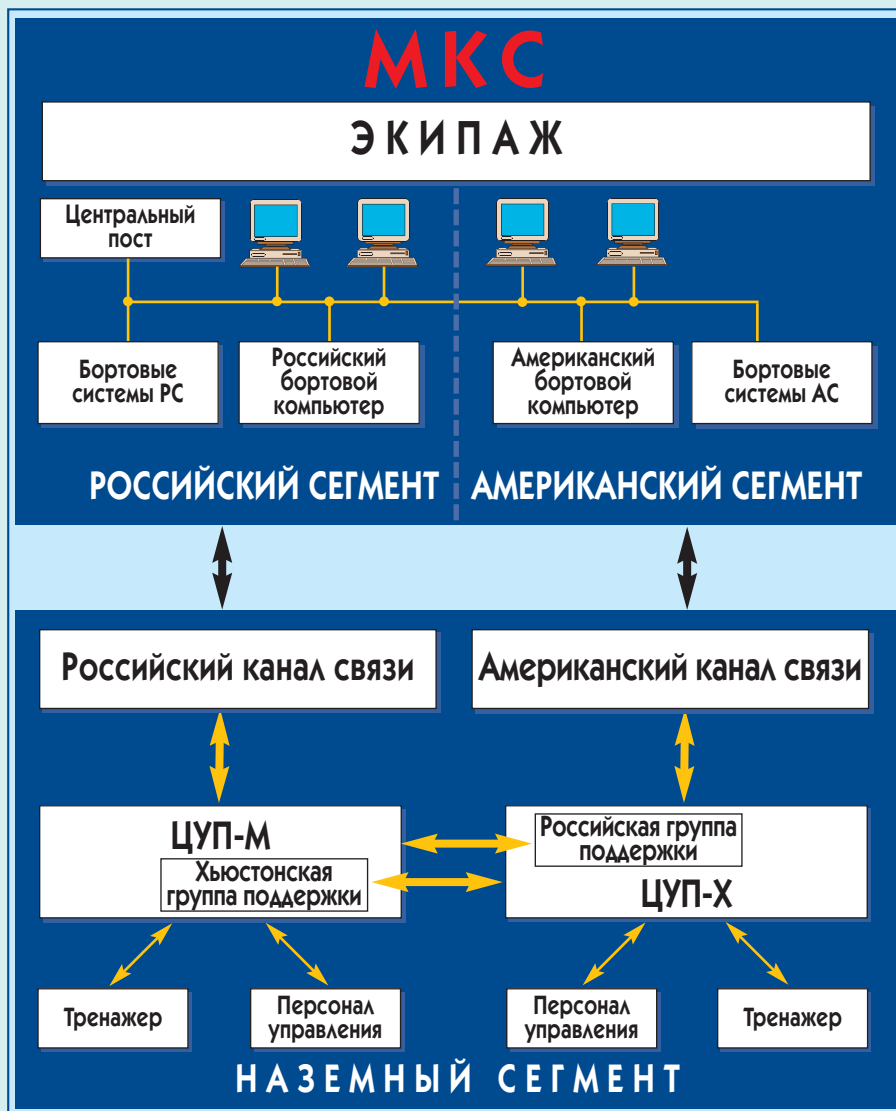 МКС
ЭКИПАЖ
Центральный
пост
Бортовые
системы РС
Российский
бортовой
компьютер
Американский
бортовой
компьютер
Бортовые
системы АС
РОССИЙСКИЙ СЕГМЕНТ
АМЕРИКАНСКИЙ СЕГМЕНТ
Российский канал связи
Американский канал связи
ЦУП-М
Хьюстонская
группа поддержки
Российская группа
поддержки
ЦУП-Х
Тренажер
Персонал
управления
Персонал
управления
Тренажер
НАЗЕМНЫЙ СЕГМЕНТ